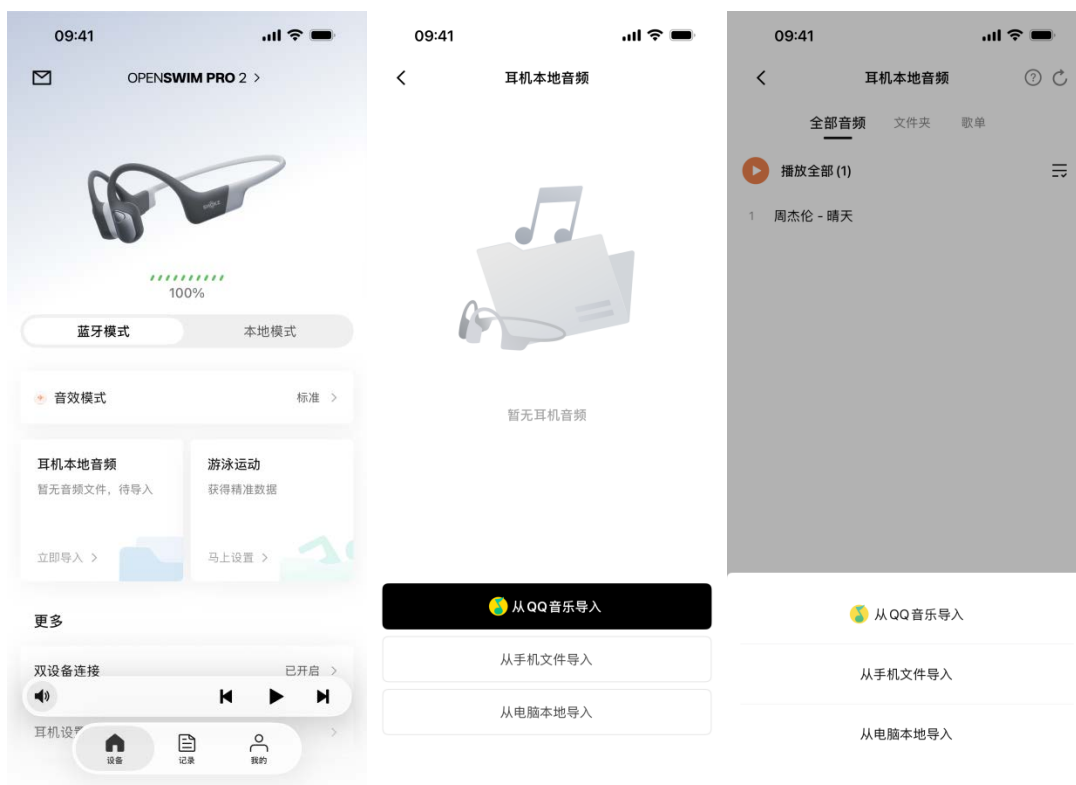 09:41
OPENSWIM PRO 2 >
SHOKZ
100%
蓝牙模式
本地模式
音效模式
标准 >
耳机本地音频
暂无音频文件，待导入
立即导入 >
游泳运动
获得精准数据
马上设置 >
更多
双设备连接
已开启 >
耳机设
设备
记录
我的
09:41
耳机本地音频
暂无耳机音频
从QQ音乐导入
从手机文件导入
从电脑本地导入
09:41
耳机本地音频
全部音频
文件夹
歌单
播放全部 (1)
1 周杰伦 - 晴天
从QQ音乐导入
从手机文件导入
从电脑本地导入